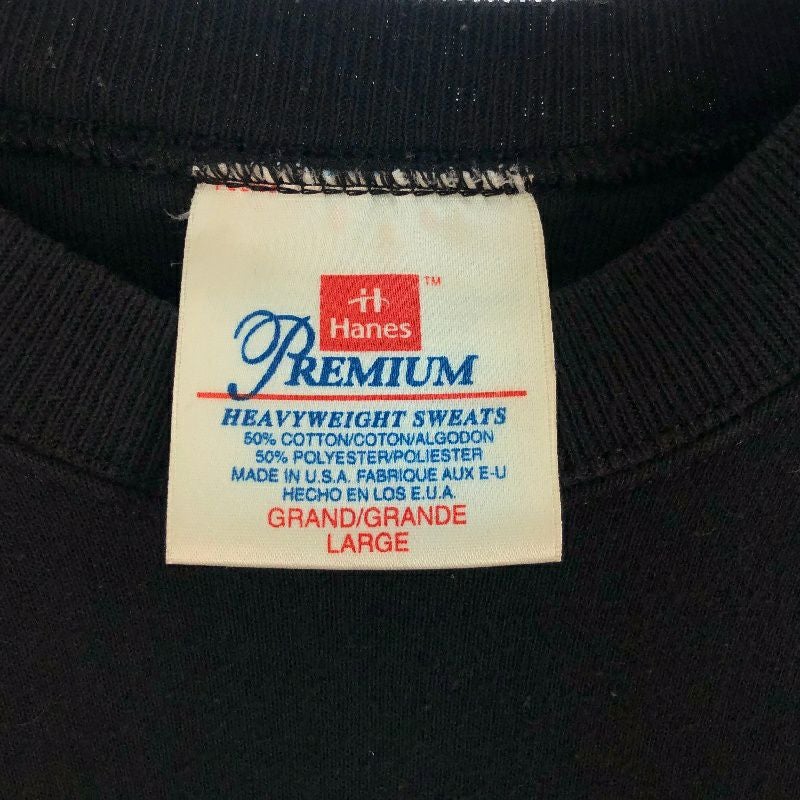 TM
Hanes
PREMIUM
HEAVYWEIGHT SWEATS
50% COTTON/COTON/ALGODON
50% POLYESTER/POLIESTER
MADE IN U.S.A. FABRIQUE AUX E-U
HECHO EN LOS E.U.A.
GRAND/GRANDE
LARGE